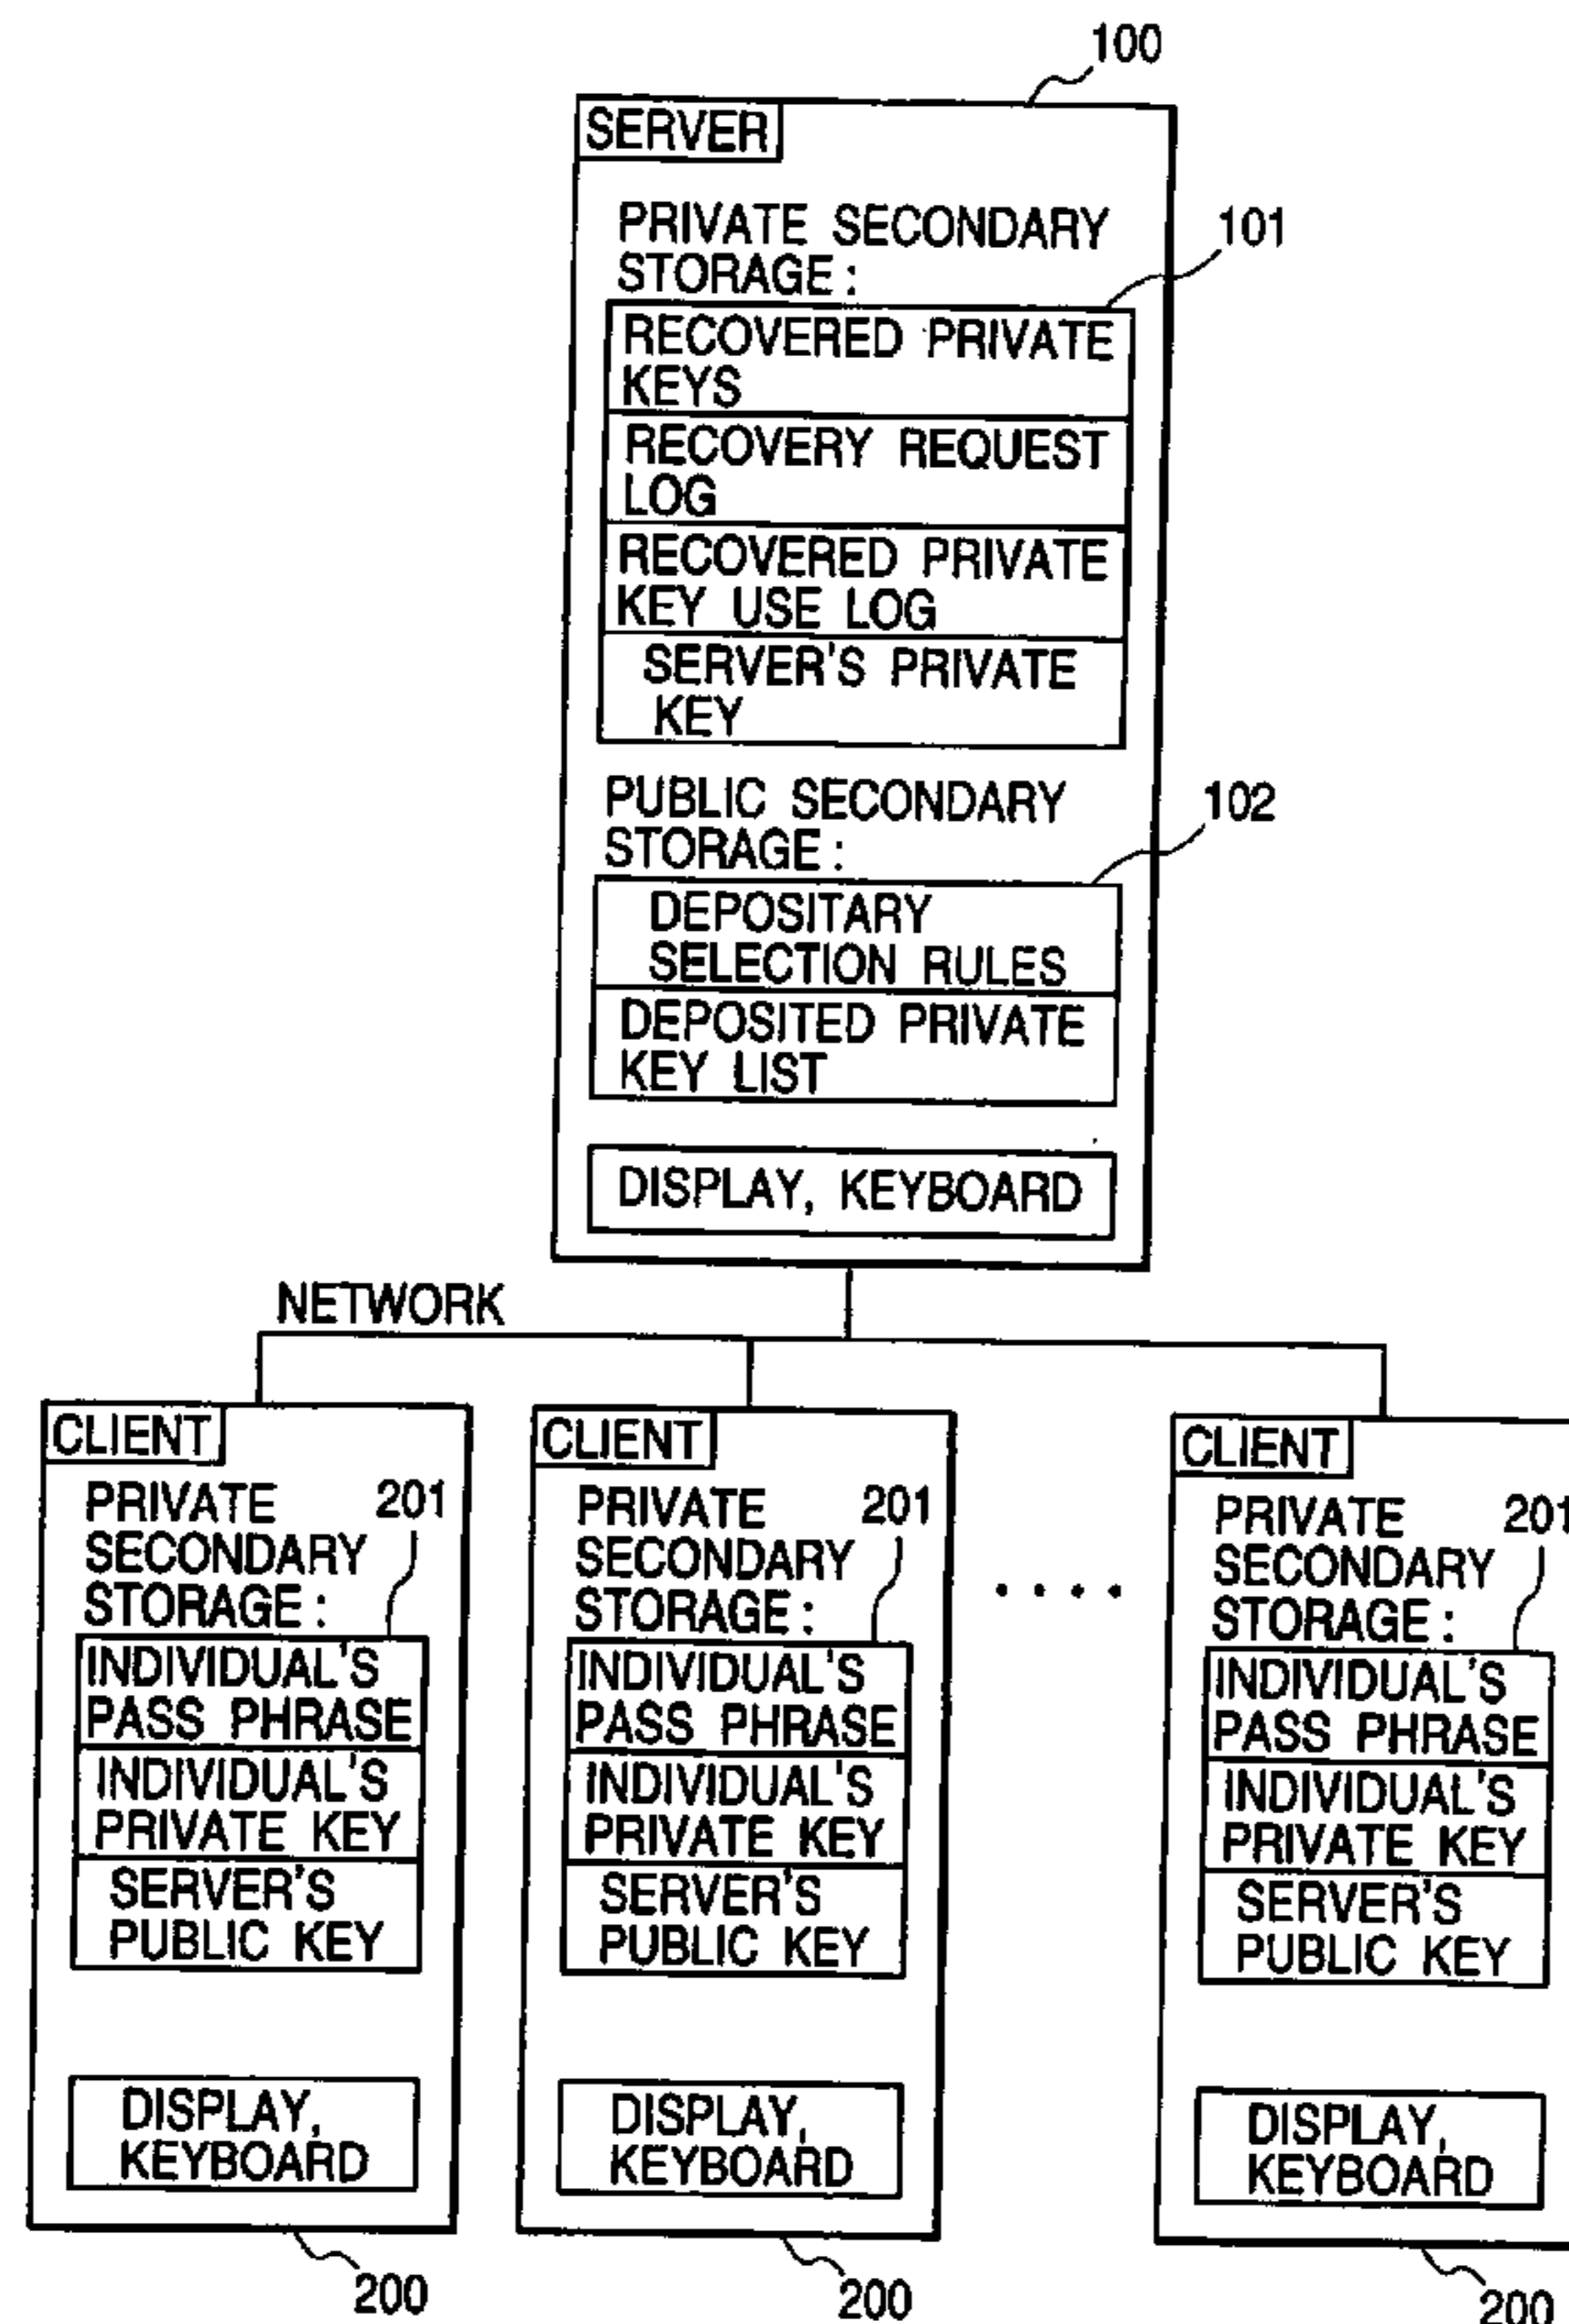 100
SERVER
PRIVATE SECONDARY
STORAGE :
101
RECOVERED PRIVATE
KEYS
RECOVERY REQUEST
LOG
RECOVERED PRIVATE
KEY USE LOG
SERVER'S PRIVATE
KEY
PUBLIC SECONDARY
STORAGE :
102
DEPOSITARY
SELECTION RULES
DEPOSITED PRIVATE
KEY LIST
DISPLAY, KEYBOARD
NETWORK
CLIENT
PRIVATE
SECONDARY
STORAGE :
201
INDIVIDUAL'S
PASS PHRASE
INDIVIDUAL'S
PRIVATE KEY
SERVER'S
PUBLIC KEY
DISPLAY,
KEYBOARD
200
CLIENT
PRIVATE
SECONDARY
STORAGE :
201
INDIVIDUAL'S
PASS PHRASE
INDIVIDUAL'S
PRIVATE KEY
SERVER'S
PUBLIC KEY
DISPLAY,
KEYBOARD
200
....
CLIENT
PRIVATE
SECONDARY
STORAGE :
201
INDIVIDUAL'S
PASS PHRASE
INDIVIDUAL'S
PRIVATE KEY
SERVER'S
PUBLIC KEY
DISPLAY,
KEYBOARD
200